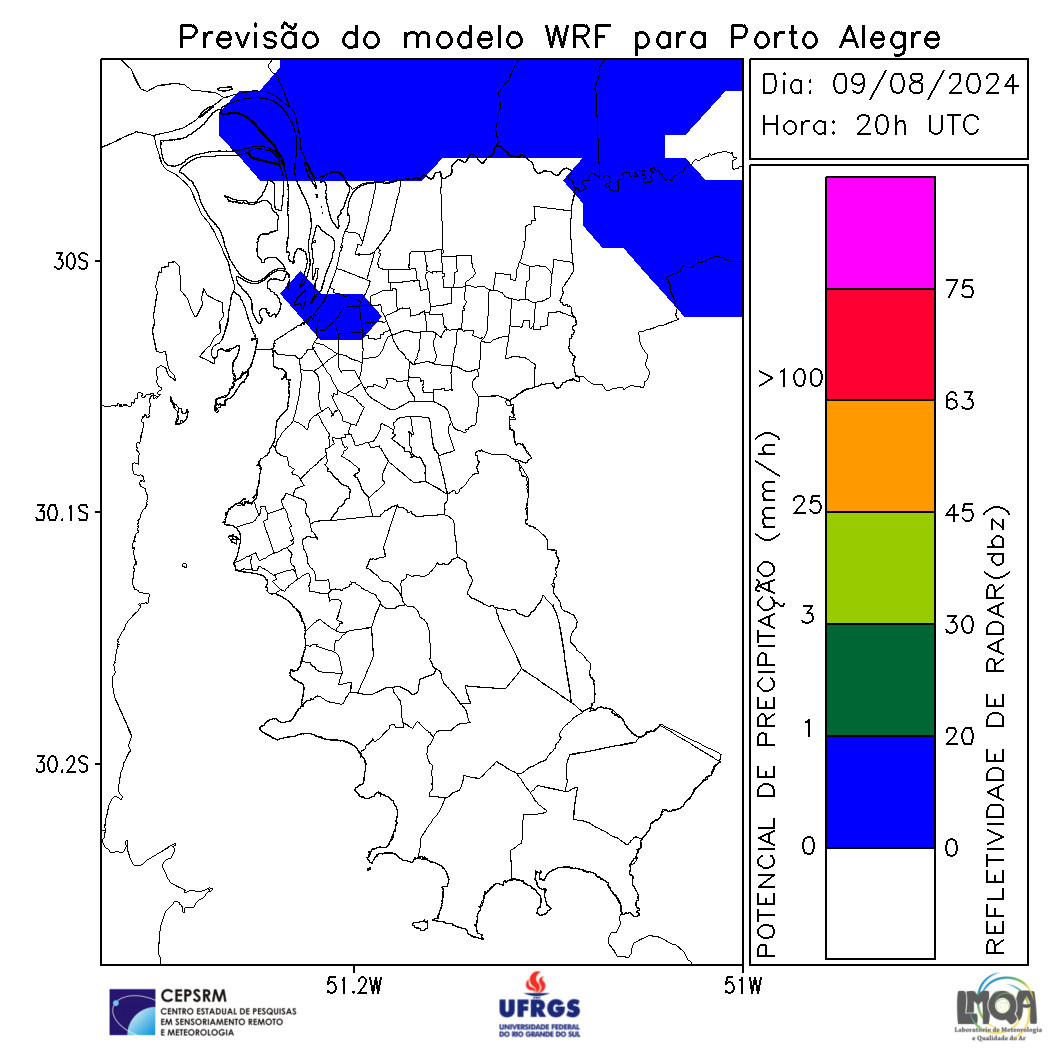 Previsão do modelo WRF para Porto Alegre
Dia: 09/08/2024
Hora: 20h UTC
30S
30.1S
30.2S
51.2W
51W
POTENCIAL DE PRECIPITAÇÃO (mm/h)
>100
25
3
1
0
75
63
45
30
20
0
REFLETIVIDADE DE RADAR(dbz)
CEPSRM
CENTRO ESTADUAL DE PESQUISAS
EM SENSORIAMENTO REMOTO
E METEOROLOGIA
UFRGS
UNIVERSIDADE FEDERAL
DO RIO GRANDE DO SUL
LMQA
Laboratório de Meteorologia
e Qualidade do Ar